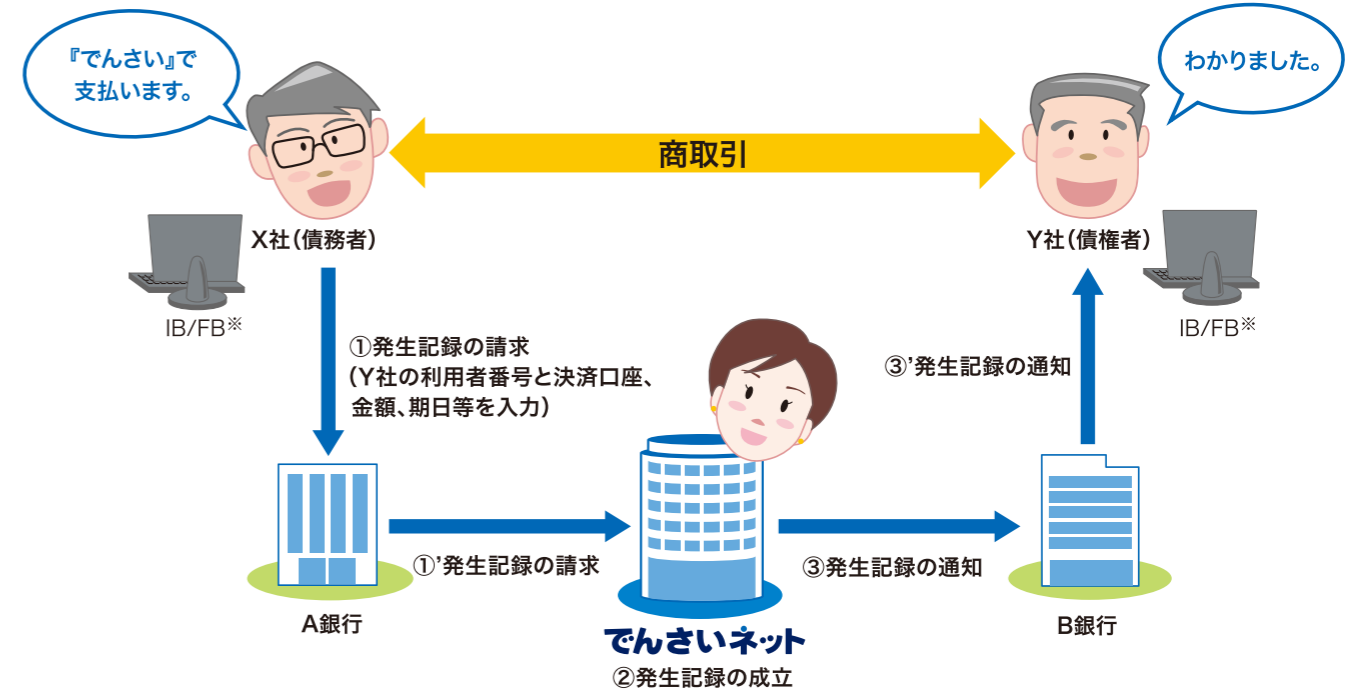 『でんさい』で
支払います。
わかりました。
商取引
X社(債務者)
Y社(債権者)
IB/FB※
IB/FB※
①発生記録の請求
(Y社の利用者番号と決済口座、
金額、期日等を入力)
③’発生記録の通知
①’発生記録の請求
③発生記録の通知
A銀行
でんさいネット
B銀行
②発生記録の成立